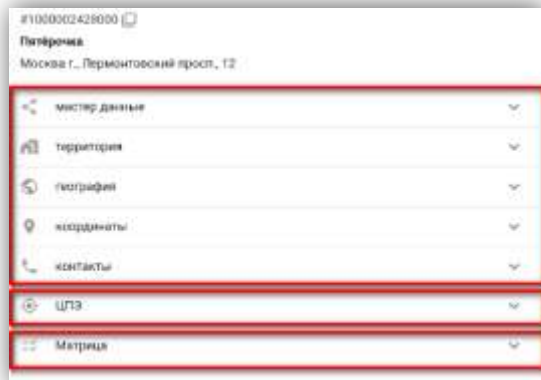 #1000002428000
Пятёрочка
Москва г., Лермонтовский просп., 12
мастер данные
территория
география
координаты
контакты
ЦПЭ
Матрица